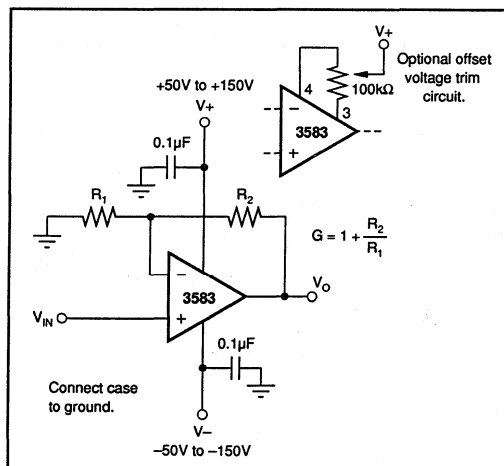 V+
Optional offset
voltage trim
circuit.
4
100kΩ
3
−
3583
+
+50V to +150V
V+
0.1µF
R1
R2
G = 1 + R2/R1
−
3583
+
VIN
VO
0.1µF
Connect case
to ground.
V−
−50V to −150V